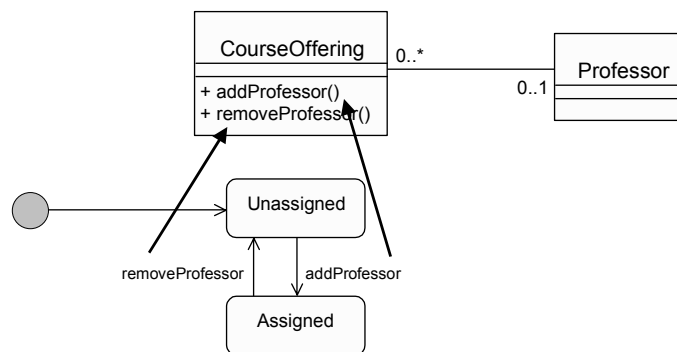 CourseOffering
0..*
Professor
+ addProfessor()
0..1
+ removeProfessor()
Unassigned
removeProfessor
addProfessor
Assigned